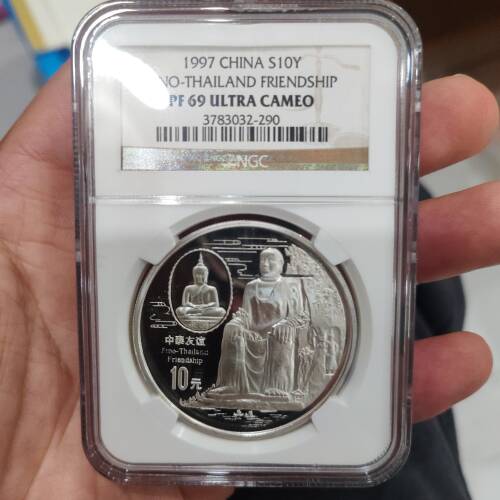 1997 CHINA S10Y
NO-THAILAND FRIENDSHIP
PF 69 ULTRA CAMEO
3783032-290
NGC
中泰友谊
Sino-Thailand
Friendship
10元